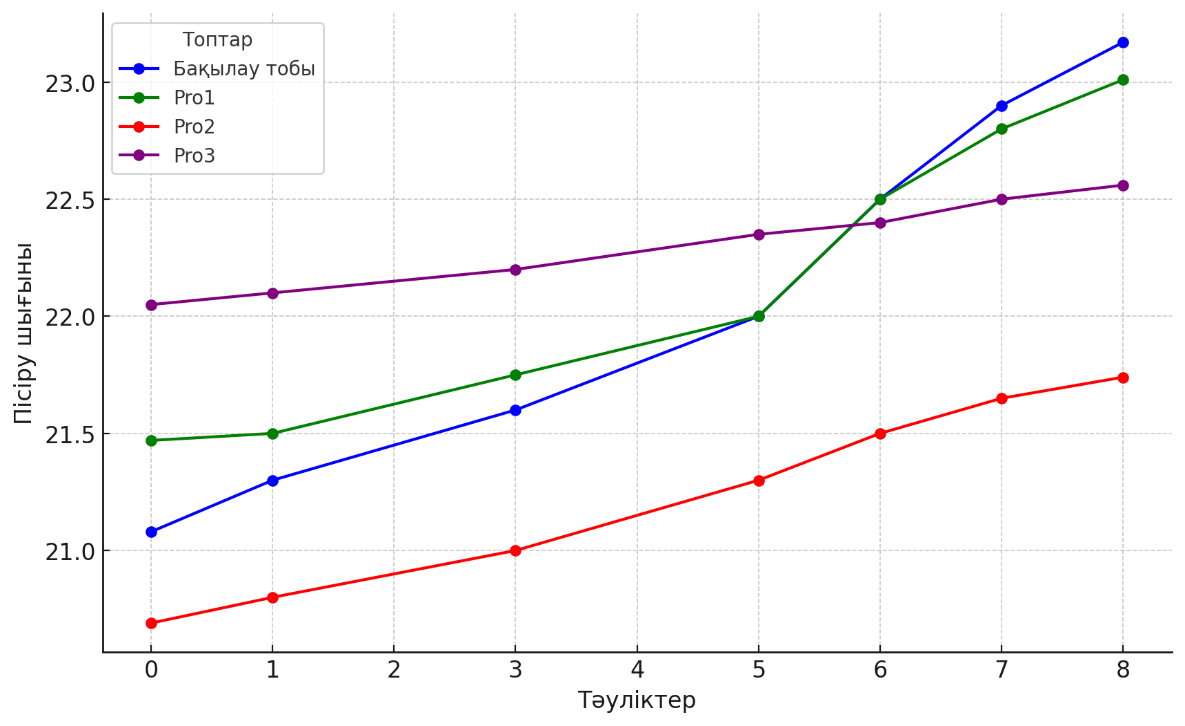 Топтар
Бақылау тобы
Pro1
Pro2
Pro3
Пісіру шығыны
23.0
22.5
22.0
21.5
21.0
0 1 2 3 4 5 6 7 8
Тәуліктер